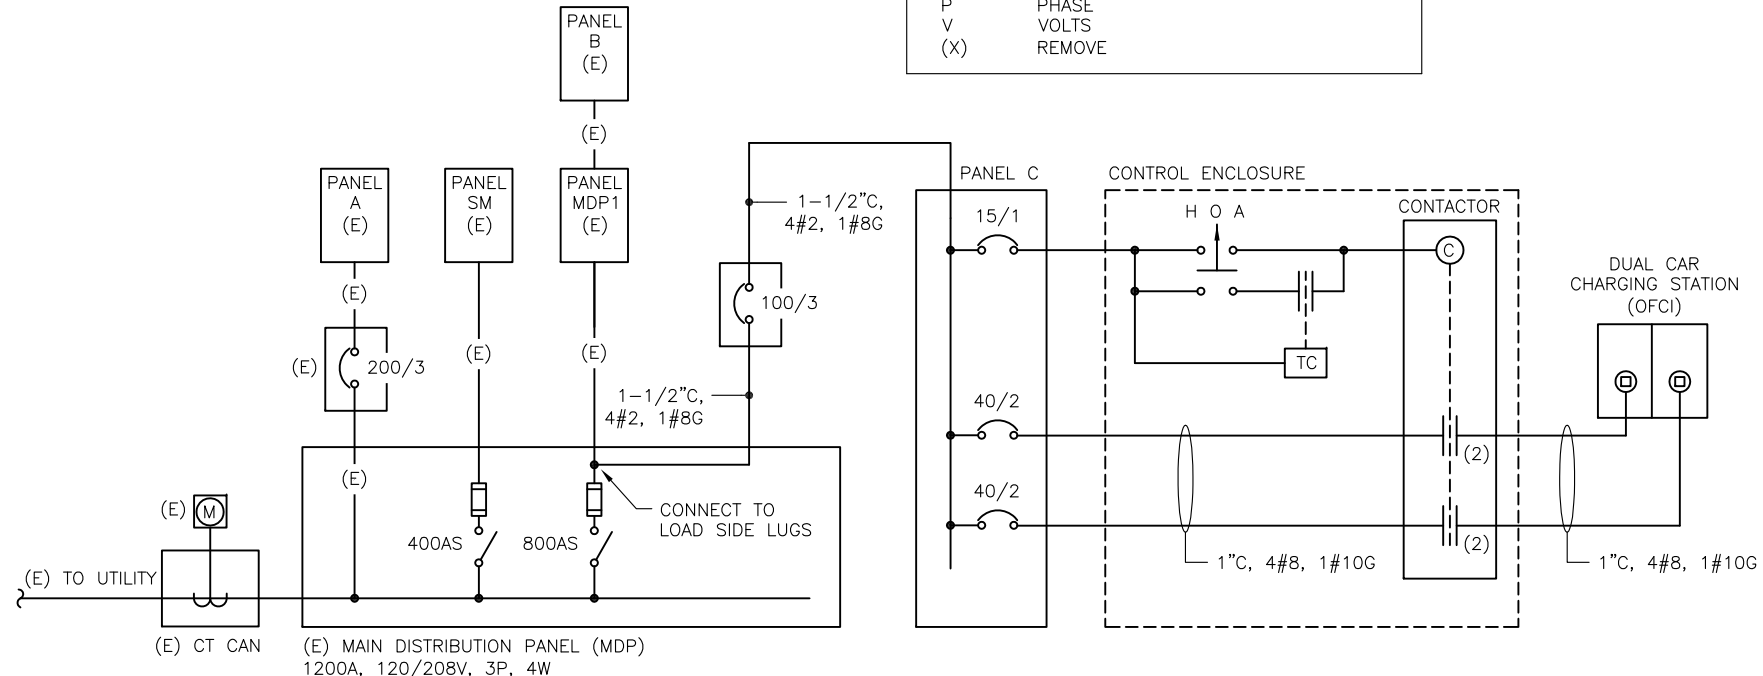 P PHASE
V VOLTS
(X) REMOVE
PANEL
B
(E)
(E)
PANEL
A
(E)
PANEL
SM
(E)
PANEL
MDP1
(E)
1-1/2"C,
4#2, 1#8G
100/3
(E)
(E)
200/3
(E)
(E)
1-1/2"C,
4#2, 1#8G
(E)
CONNECT TO
LOAD SIDE LUGS
400AS
800AS
(E)
M
(E) TO UTILITY
(E) CT CAN
(E) MAIN DISTRIBUTION PANEL (MDP)
1200A, 120/208V, 3P, 4W
PANEL C
15/1
40/2
40/2
CONTROL ENCLOSURE
H O A
TC
CONTACTOR
C
(2)
(2)
1"C, 4#8, 1#10G
DUAL CAR
CHARGING STATION
(OFCI)
1"C, 4#8, 1#10G